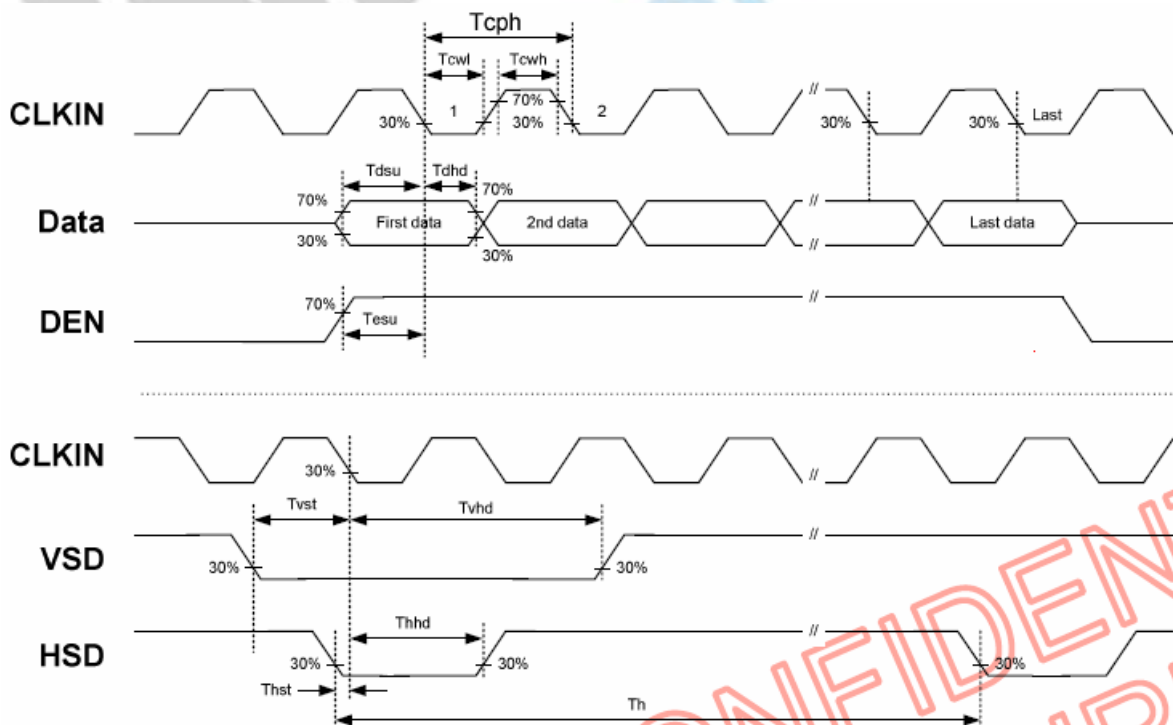 Tcph
Tcwl Tcwh
CLKIN 30% 1 70% 30% 2 // 30% 30% Last
Tdsu Tdhd
70% 70%
Data First data 2nd data // // Last data
30% 30%
70% //
DEN Tesu
CLKIN 30% //
Tvst Tvhd
VSD 30% 30% //
Thhd
HSD 30% 30% // 30%
Thst
Th
CONFIDENT